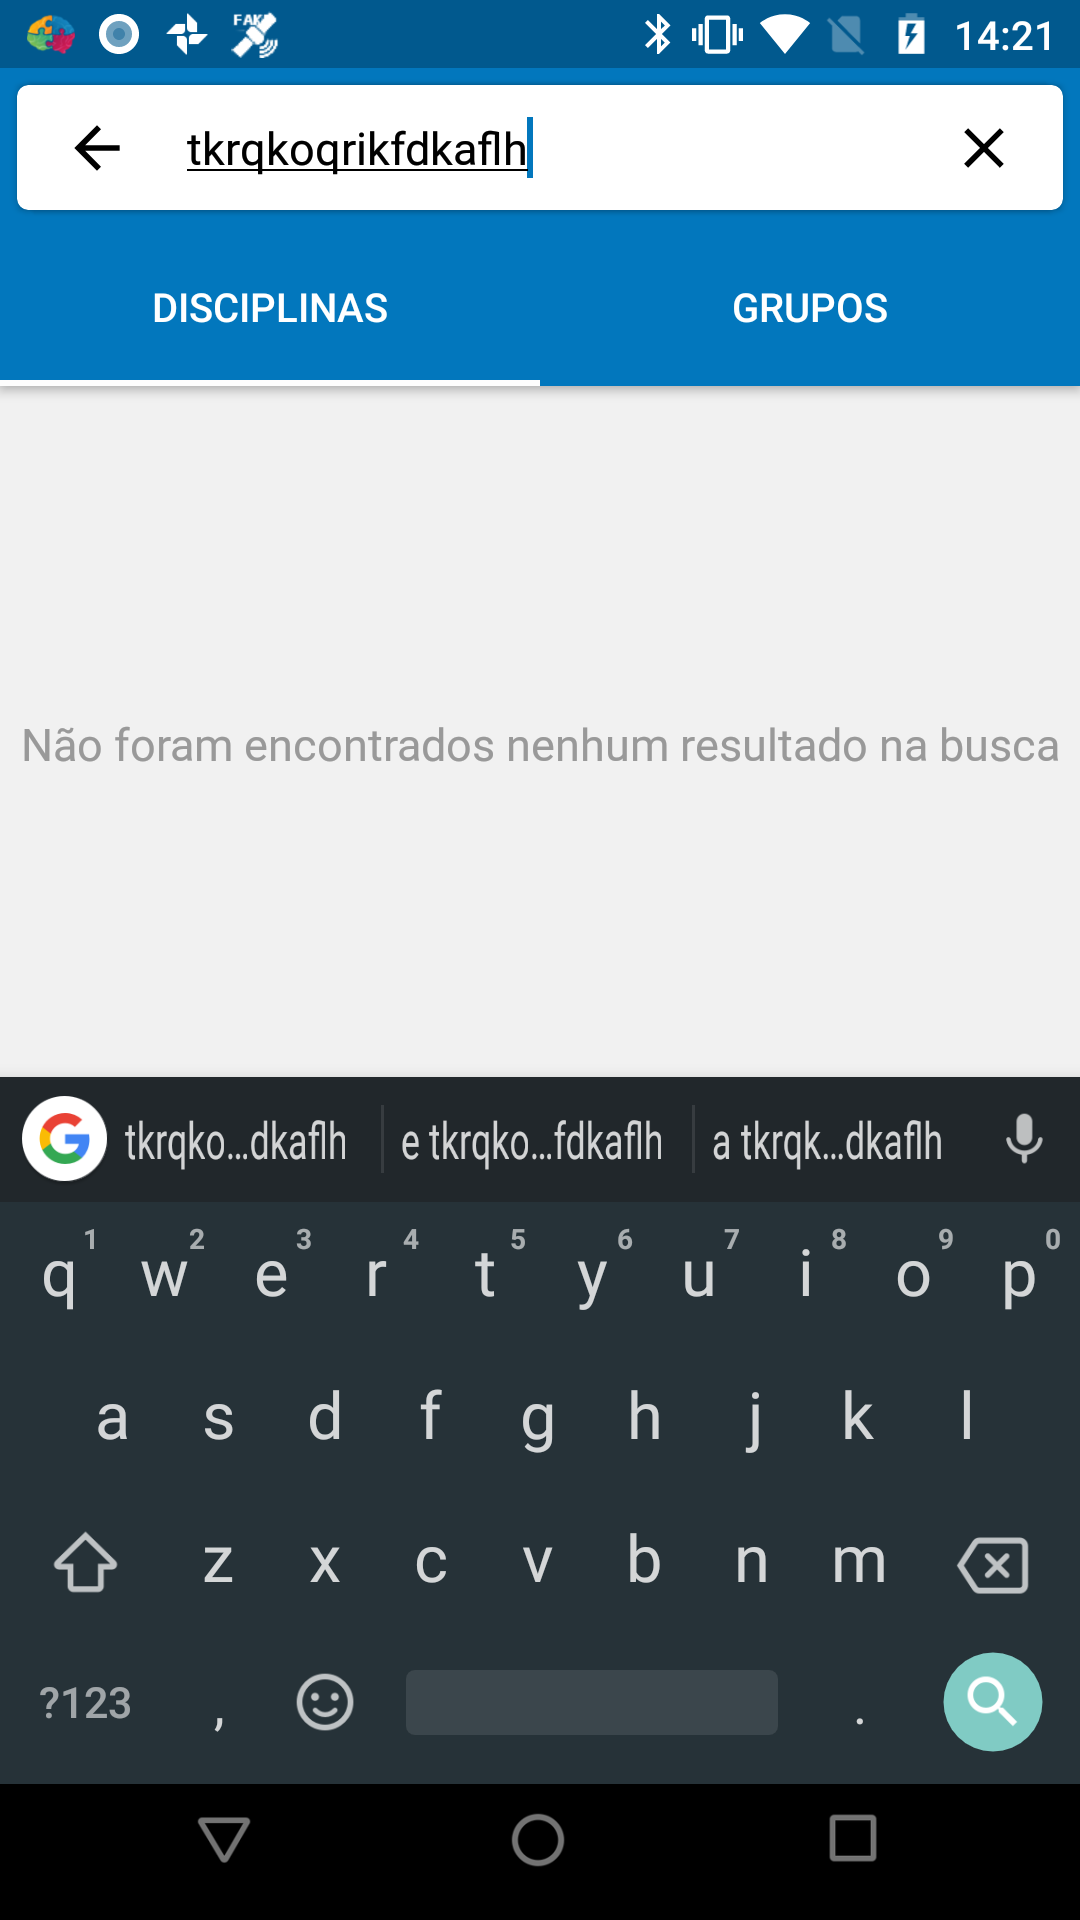 FAKE
14:21
tkrqkoqrikfdkaflh
DISCIPLINAS GRUPOS
Não foram encontrados nenhum resultado na busca
G tkrqko...dkaflh e tkrqko...fdkaflh a tkrqk...dkaflh
1 2 3 4 5 6 7 8 9 0
q w e r t y u i o p
a s d f g h j k l
z x c v b n m
?123 , .